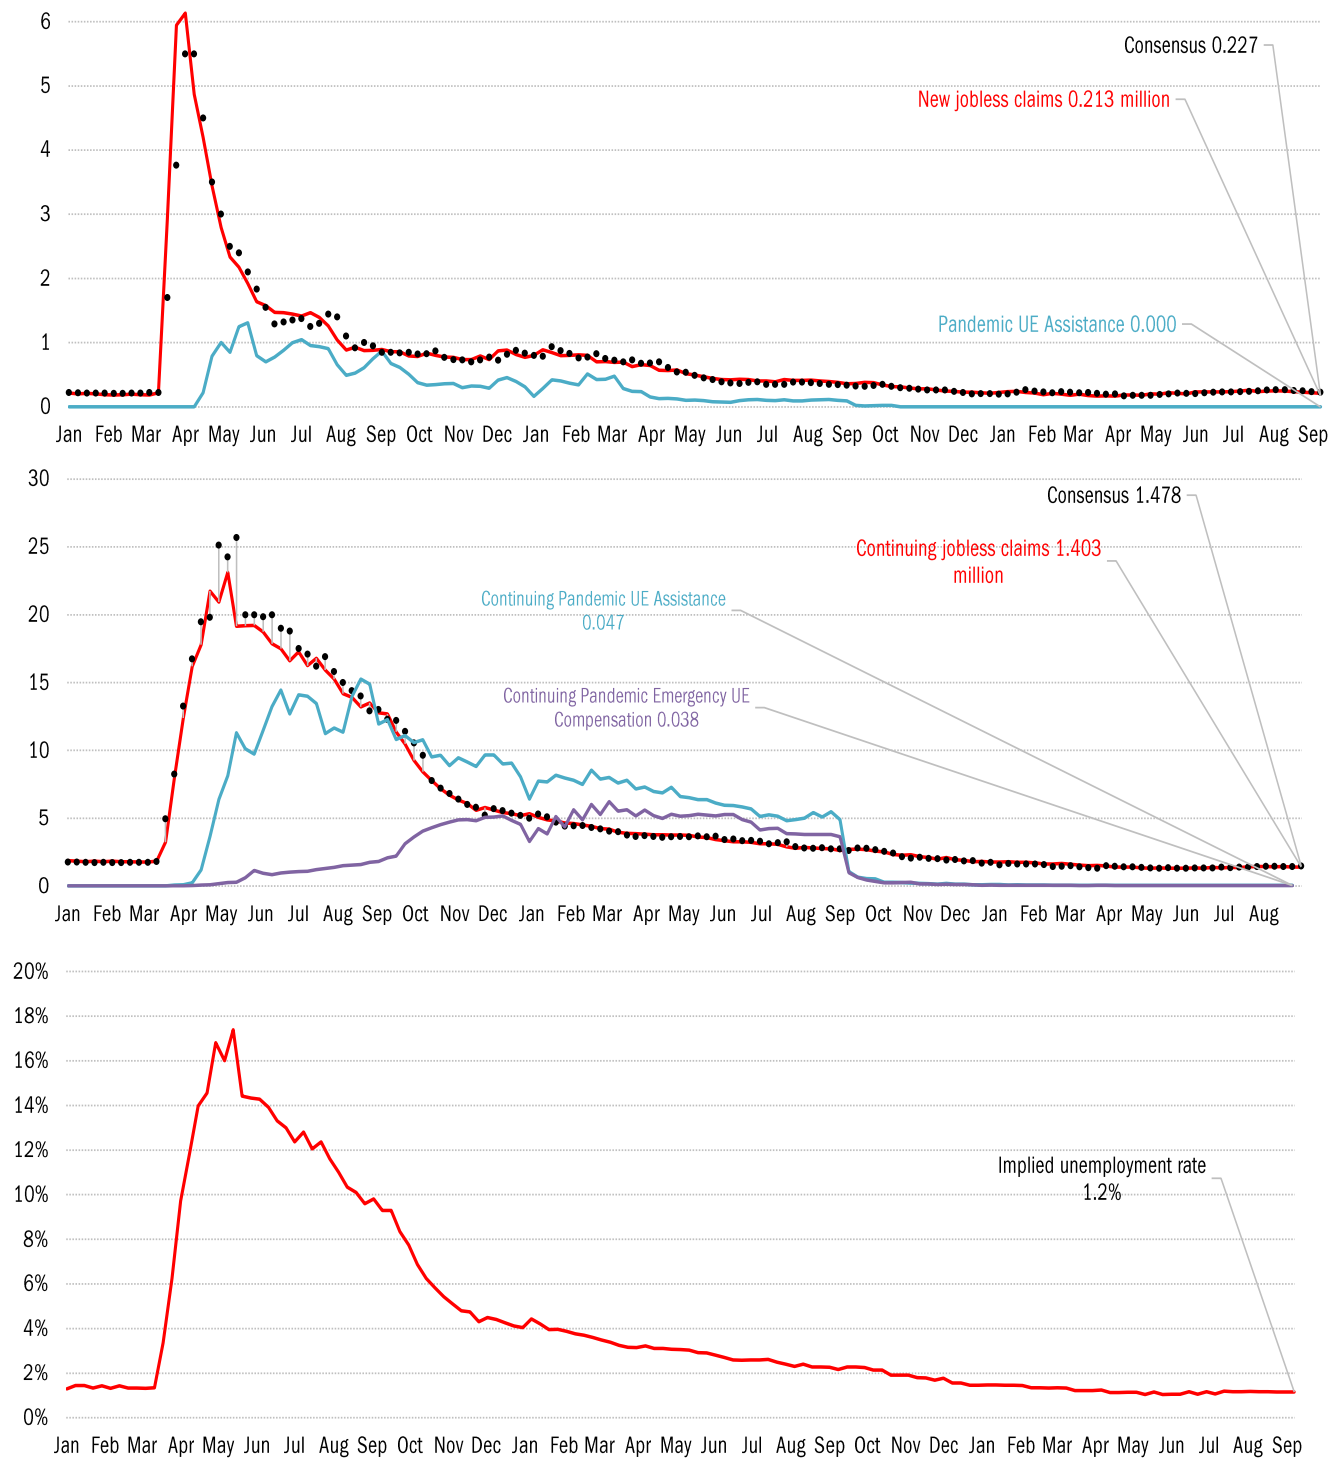 6
Consensus 0.227
5
New jobless claims 0.213 million
4
3
2
Pandemic UE Assistance 0.000
1
0
Jan Feb Mar Apr May Jun Jul Aug Sep Oct Nov Dec Jan Feb Mar Apr May Jun Jul Aug Sep Oct Nov Dec Jan Feb Mar Apr May Jun Jul Aug Sep
30
Consensus 1.478
25
Continuing jobless claims 1.403
million
20
Continuing Pandemic UE Assistance
0.047
15
Continuing Pandemic Emergency UE
Compensation 0.038
10
5
0
Jan Feb Mar Apr May Jun Jul Aug Sep Oct Nov Dec Jan Feb Mar Apr May Jun Jul Aug Sep Oct Nov Dec Jan Feb Mar Apr May Jun Jul Aug
20%
18%
16%
14%
12%
Implied unemployment rate
1.2%
10%
8%
6%
4%
2%
0%
Jan Feb Mar Apr May Jun Jul Aug Sep Oct Nov Dec Jan Feb Mar Apr May Jun Jul Aug Sep Oct Nov Dec Jan Feb Mar Apr May Jun Jul Aug Sep